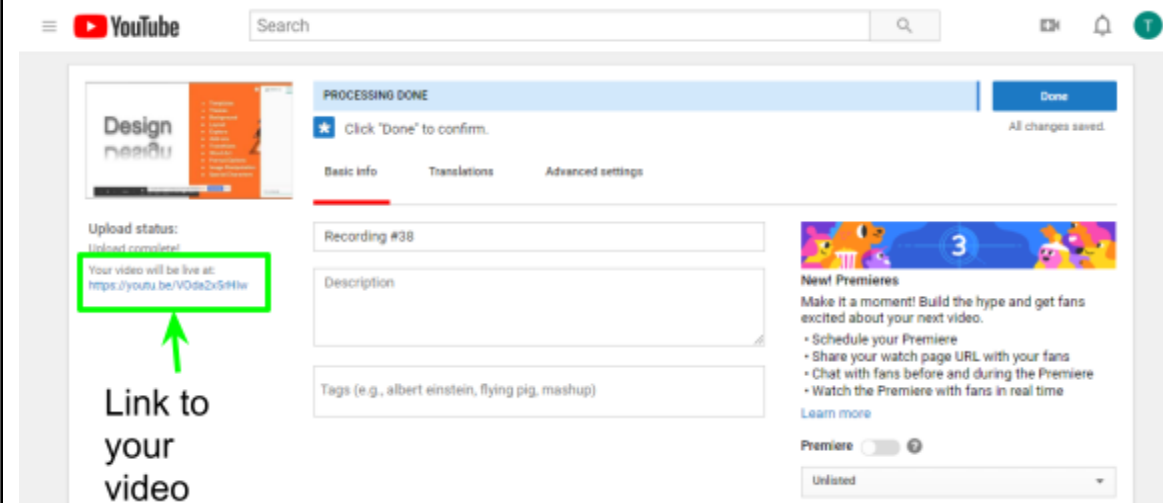 YouTube
Search
T
Design
PROCESSING DONE
Done
Click "Done" to confirm.
All changes saved.
Basic info
Translations
Advanced settings
Upload status:
Upload complete!
Your video will be live at:
Recording #38
Description
Tags (e.g., albert einstein, flying pig, mashup)
Link to
your
video
3
New! Premieres
Make it a moment! Build the hype and get fans
excited about your next video.
• Schedule your Premiere
• Share your watch page URL with your fans
• Chat with fans before and during the Premiere
• Watch the Premiere with fans in real time
Learn more
Premiere
?
Unlisted